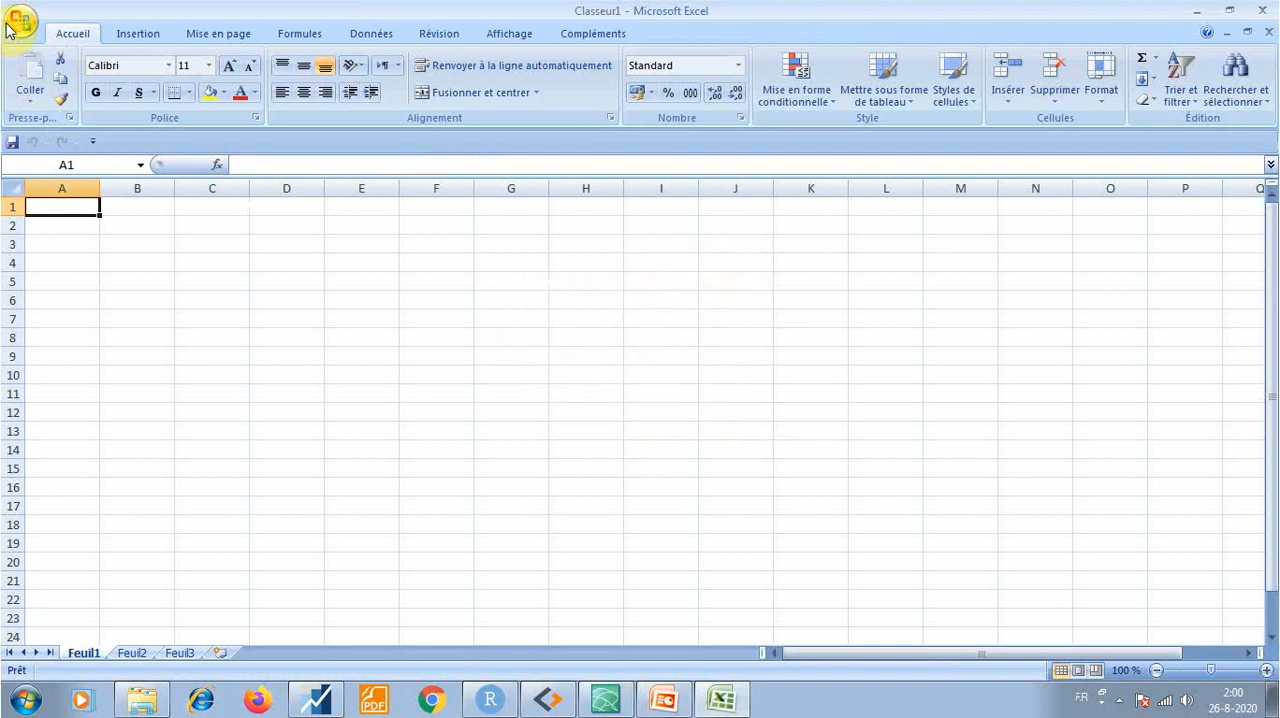 Classeur1 - Microsoft Excel
Accueil Insertion Mise en page Formules Données Révision Affichage Compléments
Coller
Calibri 11
G I S
Renvoyer à la ligne automatiquement
Fusionner et centrer
Standard
% 000
Mise en forme conditionnelle
Mettre sous forme de tableau
Styles de cellules
Insérer Supprimer Format
Trier et filtrer
Rechercher et sélectionner
Presse-p... Police Alignement Nombre Style Cellules Édition
A1 fx
A B C D E F G H I J K L M N O P Q
1
2
3
4
5
6
7
8
9
10
11
12
13
14
15
16
17
18
19
20
21
22
23
24
Feuil1 Feuil2 Feuil3
Prêt 100 %
PDF R FR 2:00
26-8-2020